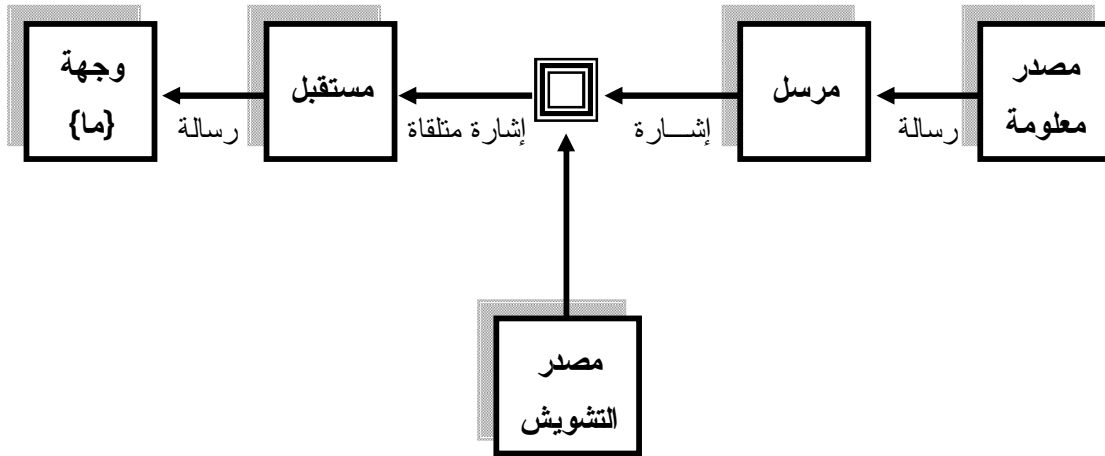 مصدر
معلومة
رسالة
مرسل
إشـــارة
إشارة متلقاة
مستقبل
رسالة
وجهة
{ما}
مصدر
التشويش